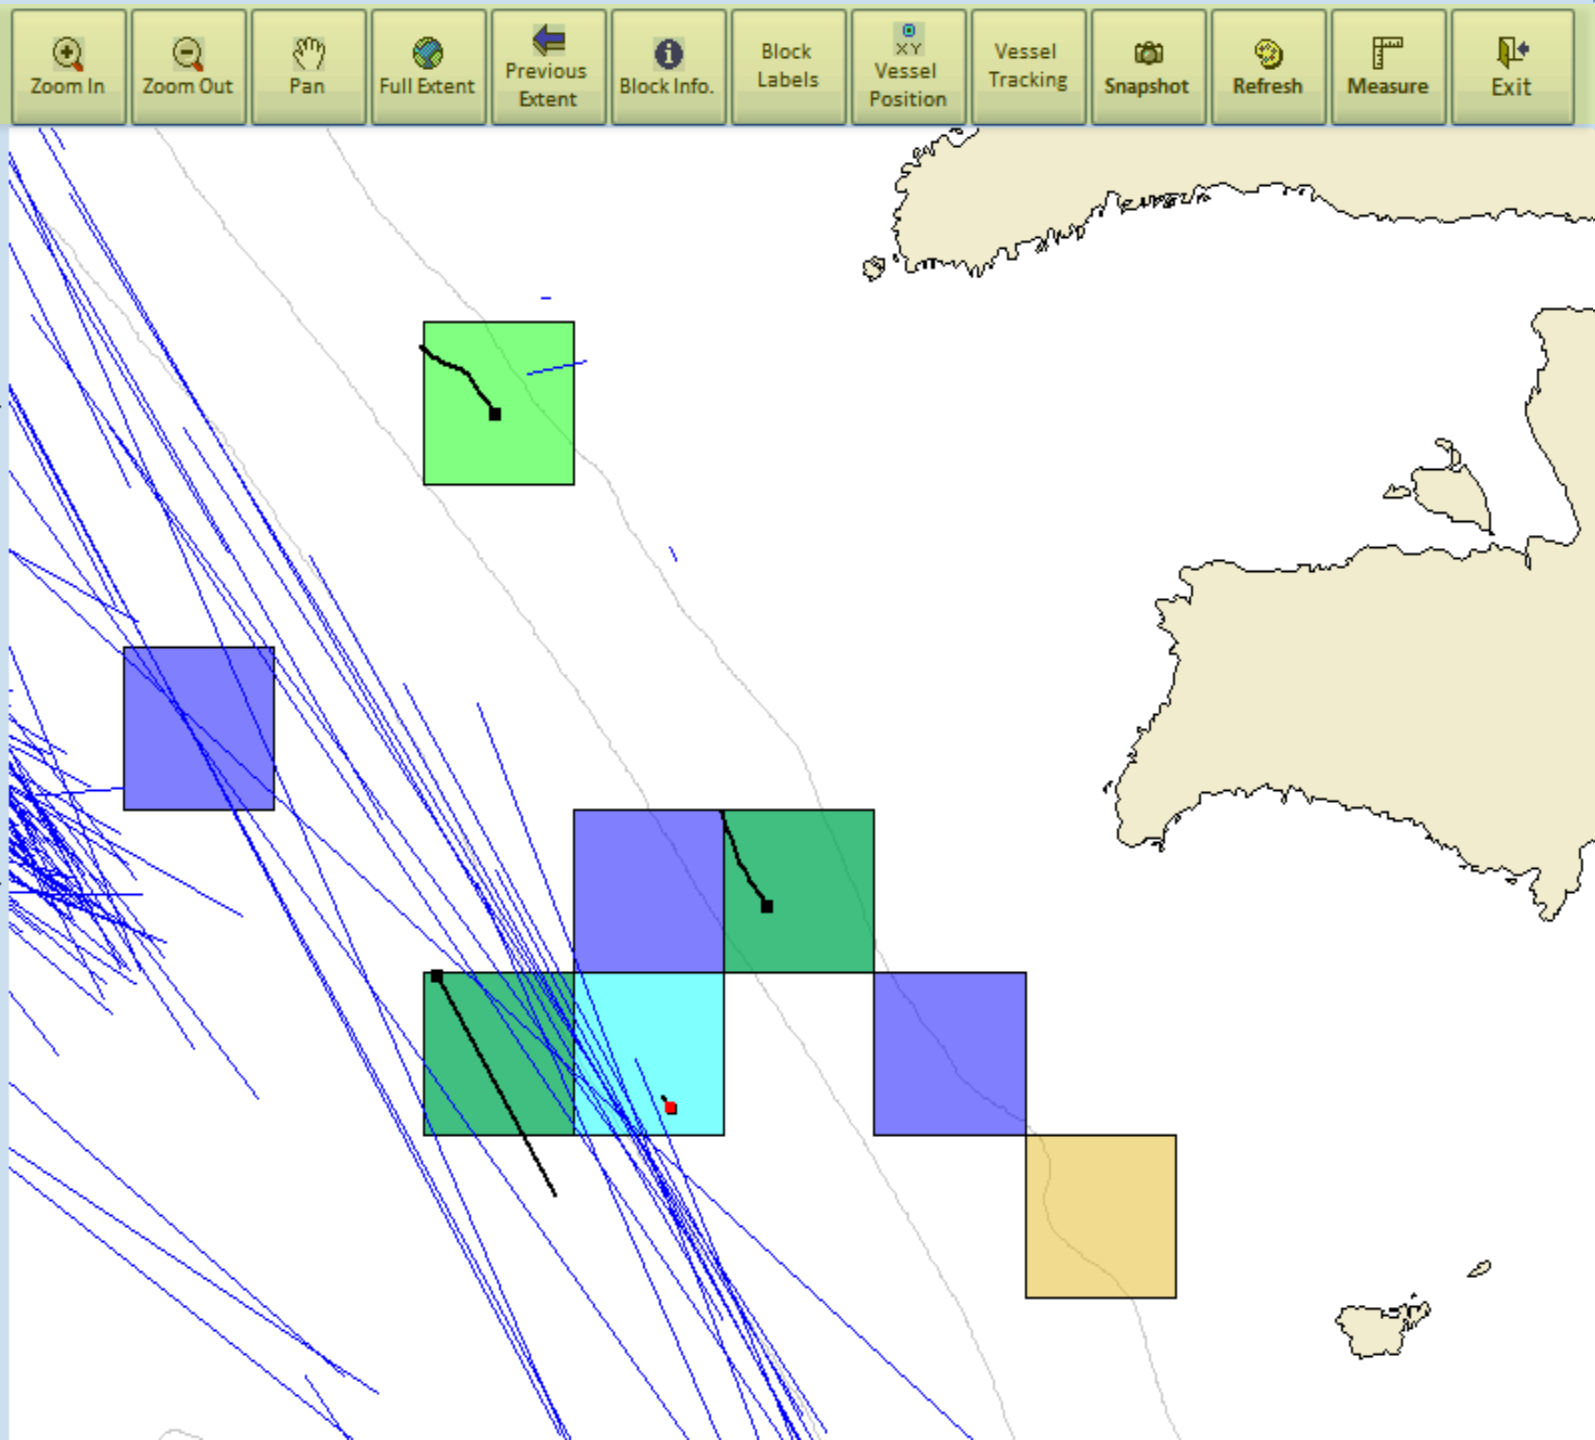 Zoom In
Zoom Out
Pan
Full Extent
Previous
Extent
Block Info.
Block
Labels
XY
Vessel
Position
Vessel
Tracking
Snapshot
Refresh
Measure
Exit